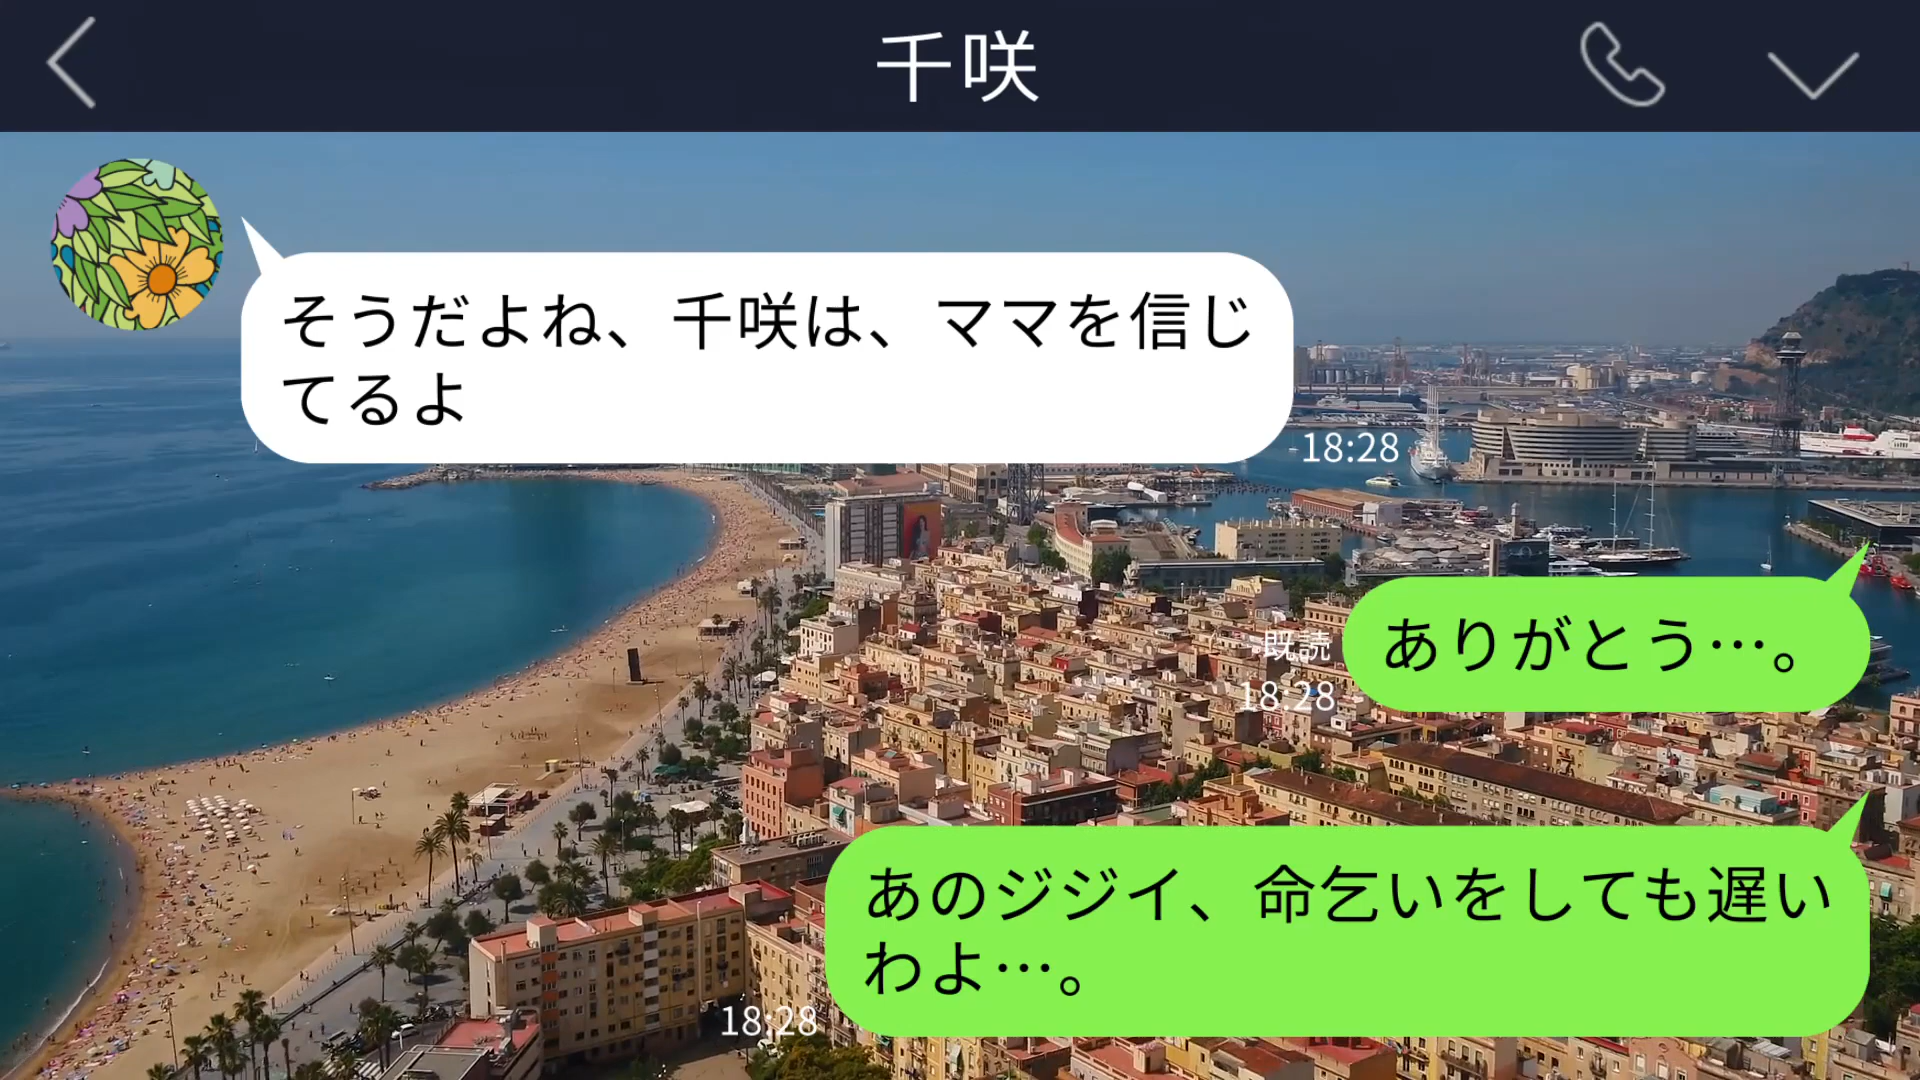 千咲
そうだよね、千咲は、ママを信じ
てるよ
18:28
ありがとう…。
既読
18:28
あのジジイ、命乞いをしても遅い
わよ…。
18:28